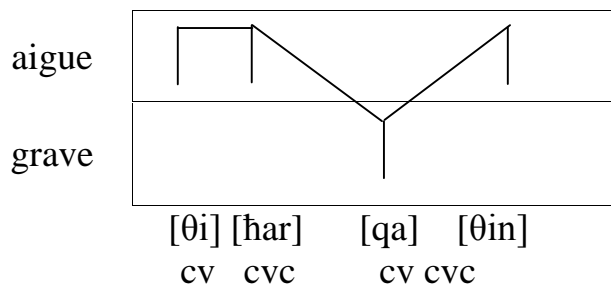 aigue
grave
[θi] [ħar] [qa] [θin]
cv cvc cv cvc